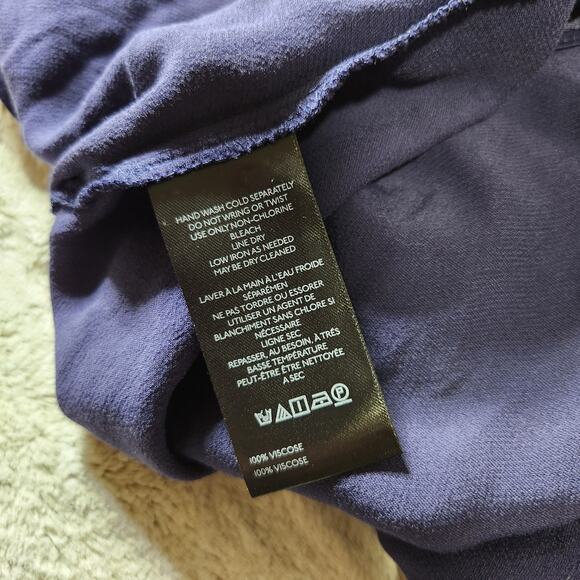 HAND WASH COLD SEPARATELY
DO NOT WRING OR TWIST
USE ONLY NON-CHLORINE
BLEACH
LINE DRY
LOW IRON AS NEEDED
MAY BE DRY CLEANED
LAVER À LA MAIN À L'EAU FROIDE
SÉPARÉMEN
NE PAS TORDRE OU ESSORER
UTILISER UN AGENT DE
BLANCHIMENT SANS CHLORE SI
NÉCESSAIRE
LIGNE SEC
REPASSER, AU BESOIN, À TRÈS
BASSE TEMPÉRATURE
PEUT-ÊTRE ÊTRE NETTOYÉE
A SEC
P
100% VISCOSE
100% VISCOSE